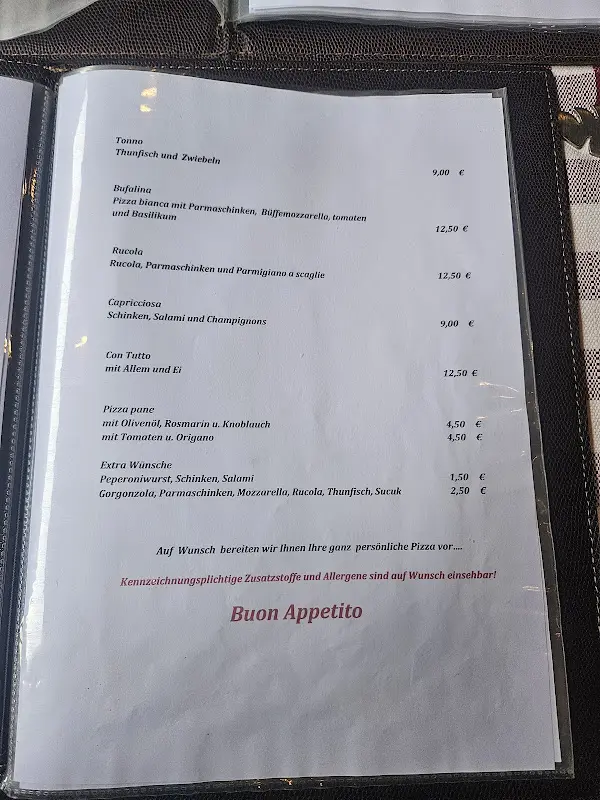 Tonno
Thunfisch und Zwiebeln
9,00 €
Bufalina
Pizza bianca mit Parmaschinken, Büffemozzarella, tomaten
und Basilikum
12,50 €
Rucola
Rucola, Parmaschinken und Parmigiano a scaglie
12,50 €
Capricciosa
Schinken, Salami und Champignons
9,00 €
Con Tutto
mit Allem und Ei
12,50 €
Pizza pane
mit Olivenöl, Rosmarin u. Knoblauch 4,50 €
mit Tomaten u. Origano 4,50 €
Extra Wünsche
Peperoniwurst, Schinken, Salami 1,50 €
Gorgonzola, Parmaschinken, Mozzarella, Rucola, Thunfisch, Sucuk 2,50 €
Auf Wunsch bereiten wir Ihnen Ihre ganz persönliche Pizza vor....
Kennzeichnungsplichtige Zusatzstoffe und Allergene sind auf Wunsch einsehbar!
Buon Appetito